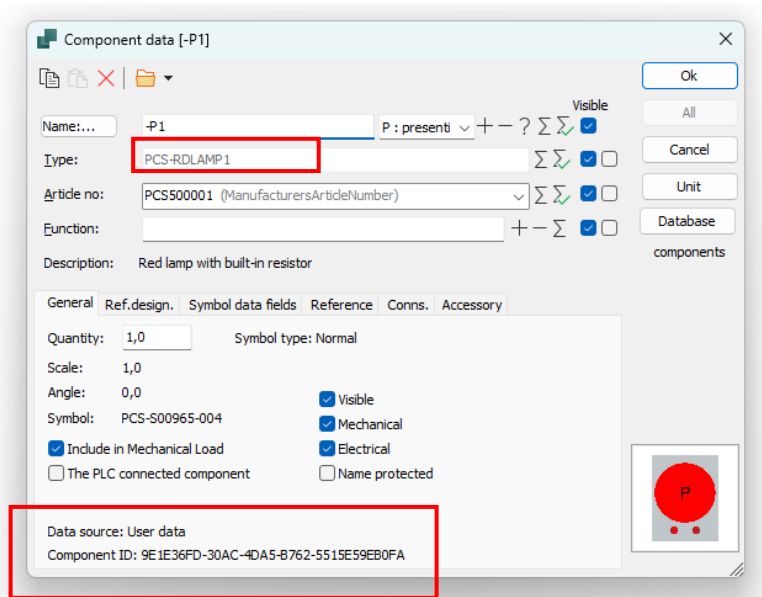 Component data [-P1]
Ok
Visible
All
Name:...
-P1
P : presenti
?
Cancel
Type:
PCS-RDLAMP1
Article no:
PCS500001 (ManufacturersArticleNumber)
Unit
Function:
Database
Description:
Red lamp with built-in resistor
components
General Ref.design. Symbol data fields Reference Conns. Accessory
Quantity: 1,0 Symbol type: Normal
Scale: 1,0
Angle: 0,0
Visible
Symbol: PCS-S00965-004
Mechanical
Include in Mechanical Load
Electrical
The PLC connected component
Name protected
P
Data source: User data
Component ID: 9E1E36FD-30AC-4DA5-B762-5515E59EB0FA